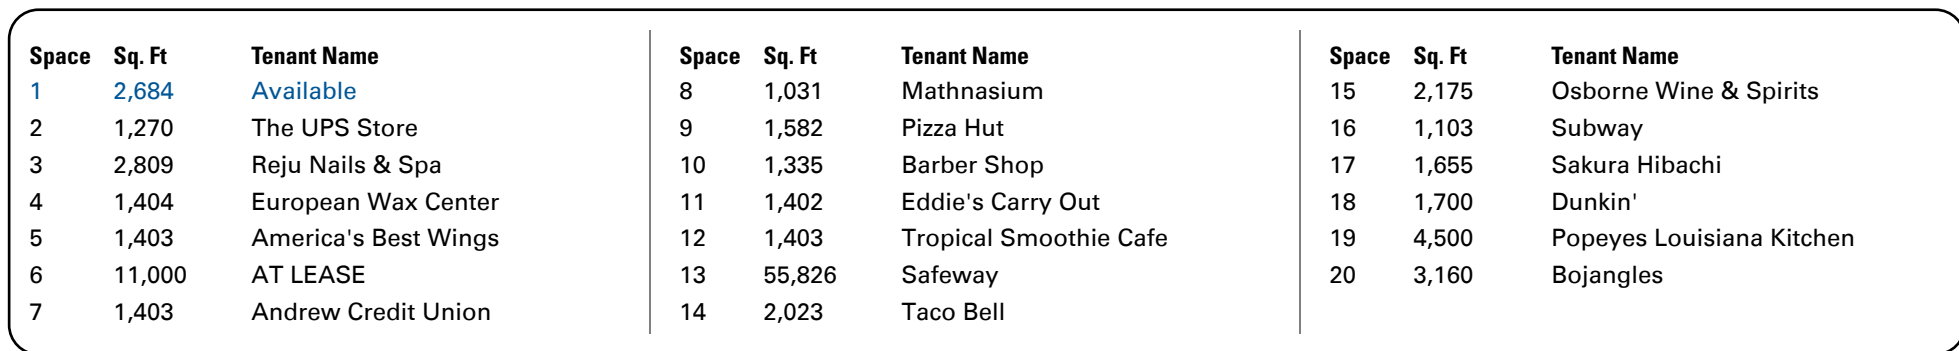 Space Sq. Ft Tenant Name
1 2,684 Available
2 1,270 The UPS Store
3 2,809 Reju Nails & Spa
4 1,404 European Wax Center
5 1,403 America's Best Wings
6 11,000 AT LEASE
7 1,403 Andrew Credit Union
Space Sq. Ft Tenant Name
8 1,031 Mathnasium
9 1,582 Pizza Hut
10 1,335 Barber Shop
11 1,402 Eddie's Carry Out
12 1,403 Tropical Smoothie Cafe
13 55,826 Safeway
14 2,023 Taco Bell
Space Sq. Ft Tenant Name
15 2,175 Osborne Wine & Spirits
16 1,103 Subway
17 1,655 Sakura Hibachi
18 1,700 Dunkin'
19 4,500 Popeyes Louisiana Kitchen
20 3,160 Bojangles